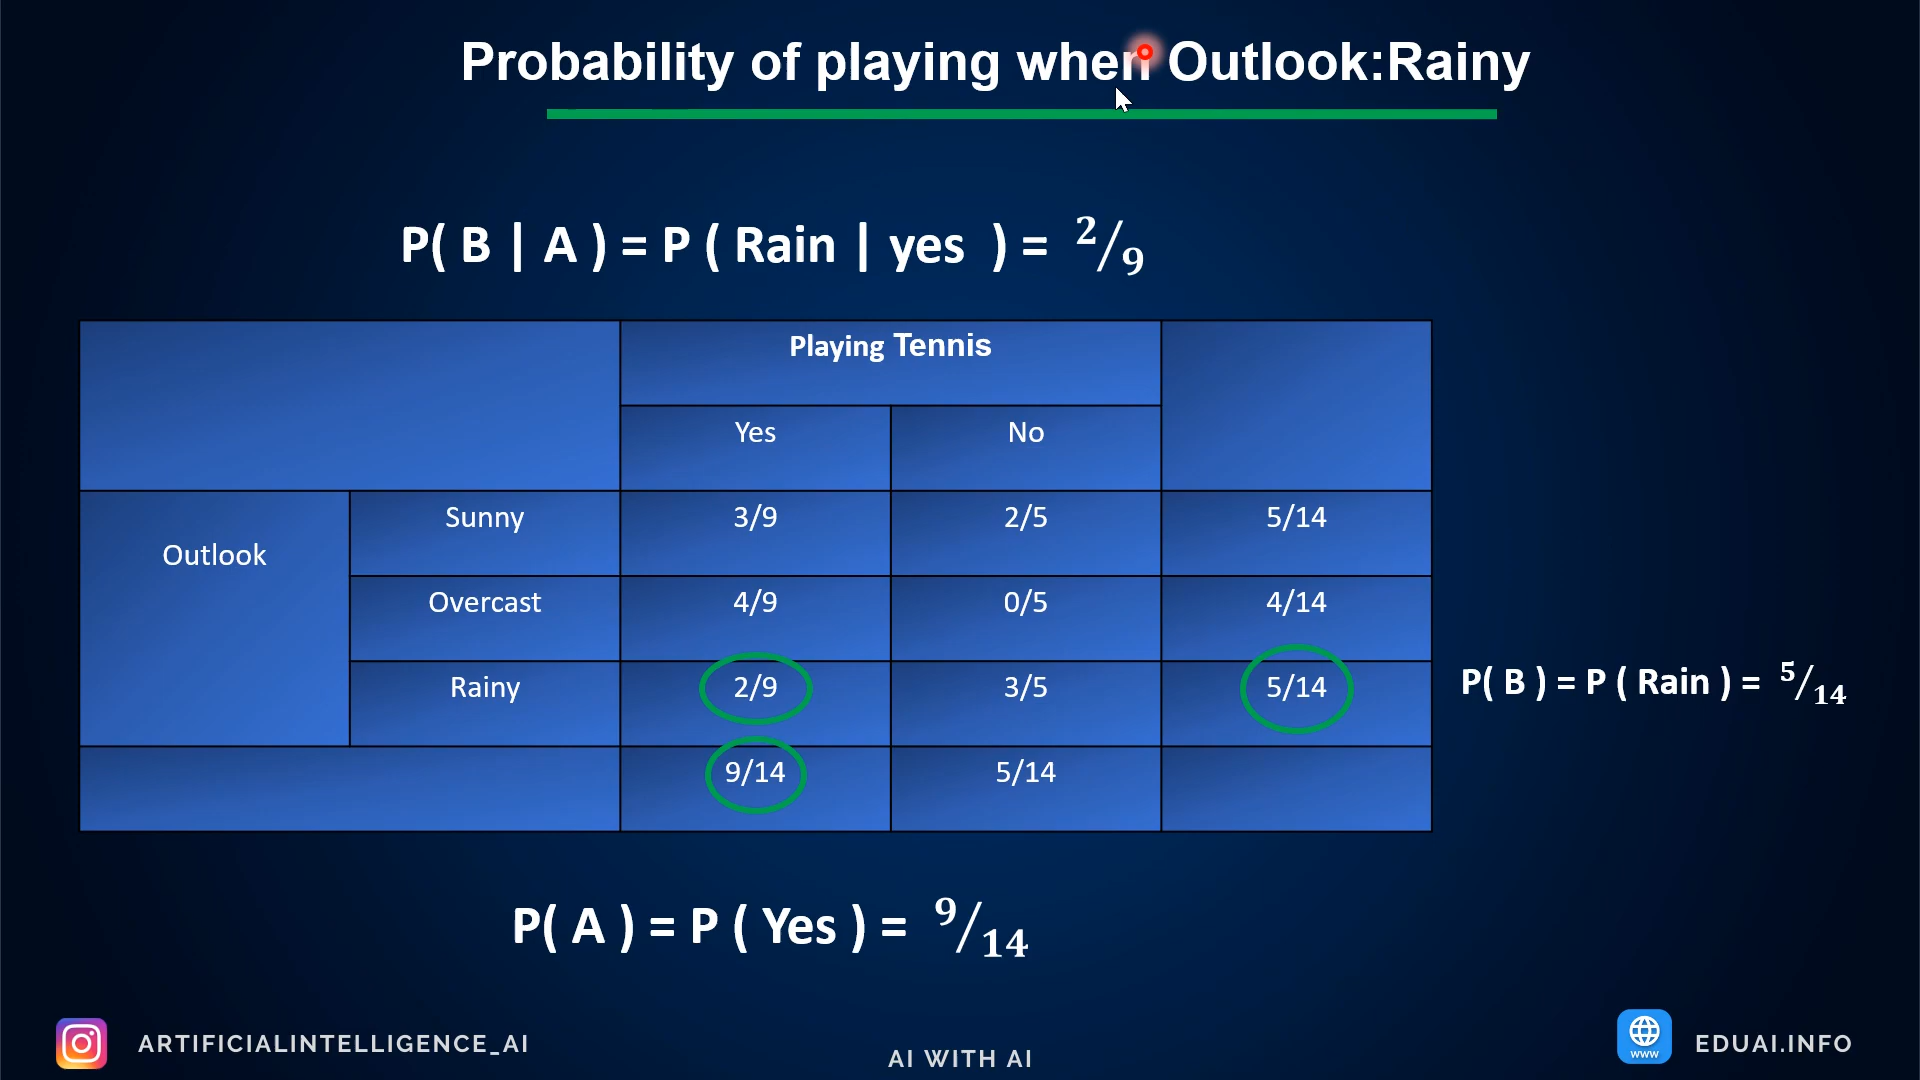 Probability of playing when Outlook:Rainy
P( B | A ) = P ( Rain | yes ) = 2/9
Playing Tennis
Yes No
Sunny 3/9 2/5 5/14
Outlook
Overcast 4/9 0/5 4/14
Rainy 2/9 3/5 5/14
P( B ) = P ( Rain ) = 5/14
9/14 5/14
P( A ) = P ( Yes ) = 9/14
ARTIFICIALINTELLIGENCE_AI
AI WITH AI
WWW
EDUAI.INFO